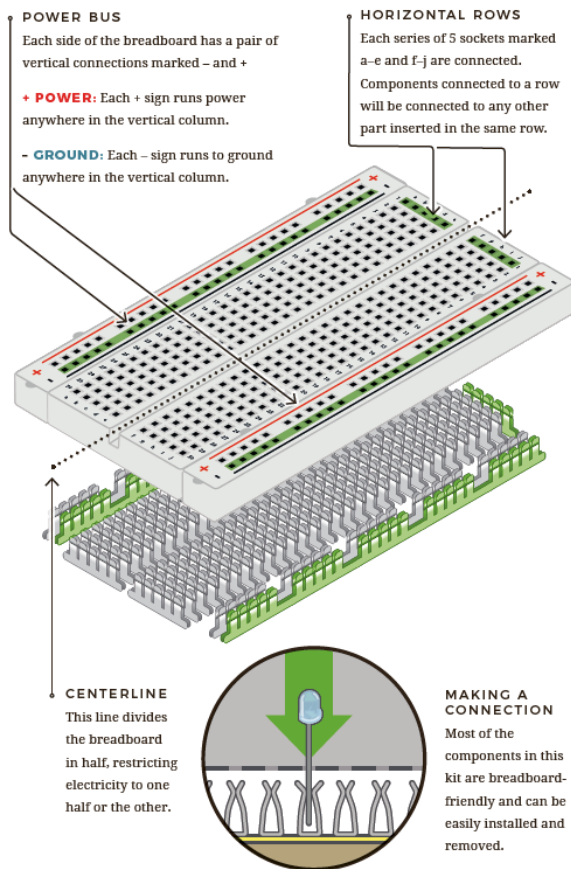 POWER BUS
Each side of the breadboard has a pair of
vertical connections marked – and +
+ POWER: Each + sign runs power
anywhere in the vertical column.
- GROUND: Each – sign runs to ground
anywhere in the vertical column.
HORIZONTAL ROWS
Each series of 5 sockets marked
a–e and f–j are connected.
Components connected to a row
will be connected to any other
part inserted in the same row.
CENTERLINE
This line divides
the breadboard
in half, restricting
electricity to one
half or the other.
MAKING A
CONNECTION
Most of the
components in this
kit are breadboard-
friendly and can be
easily installed and
removed.